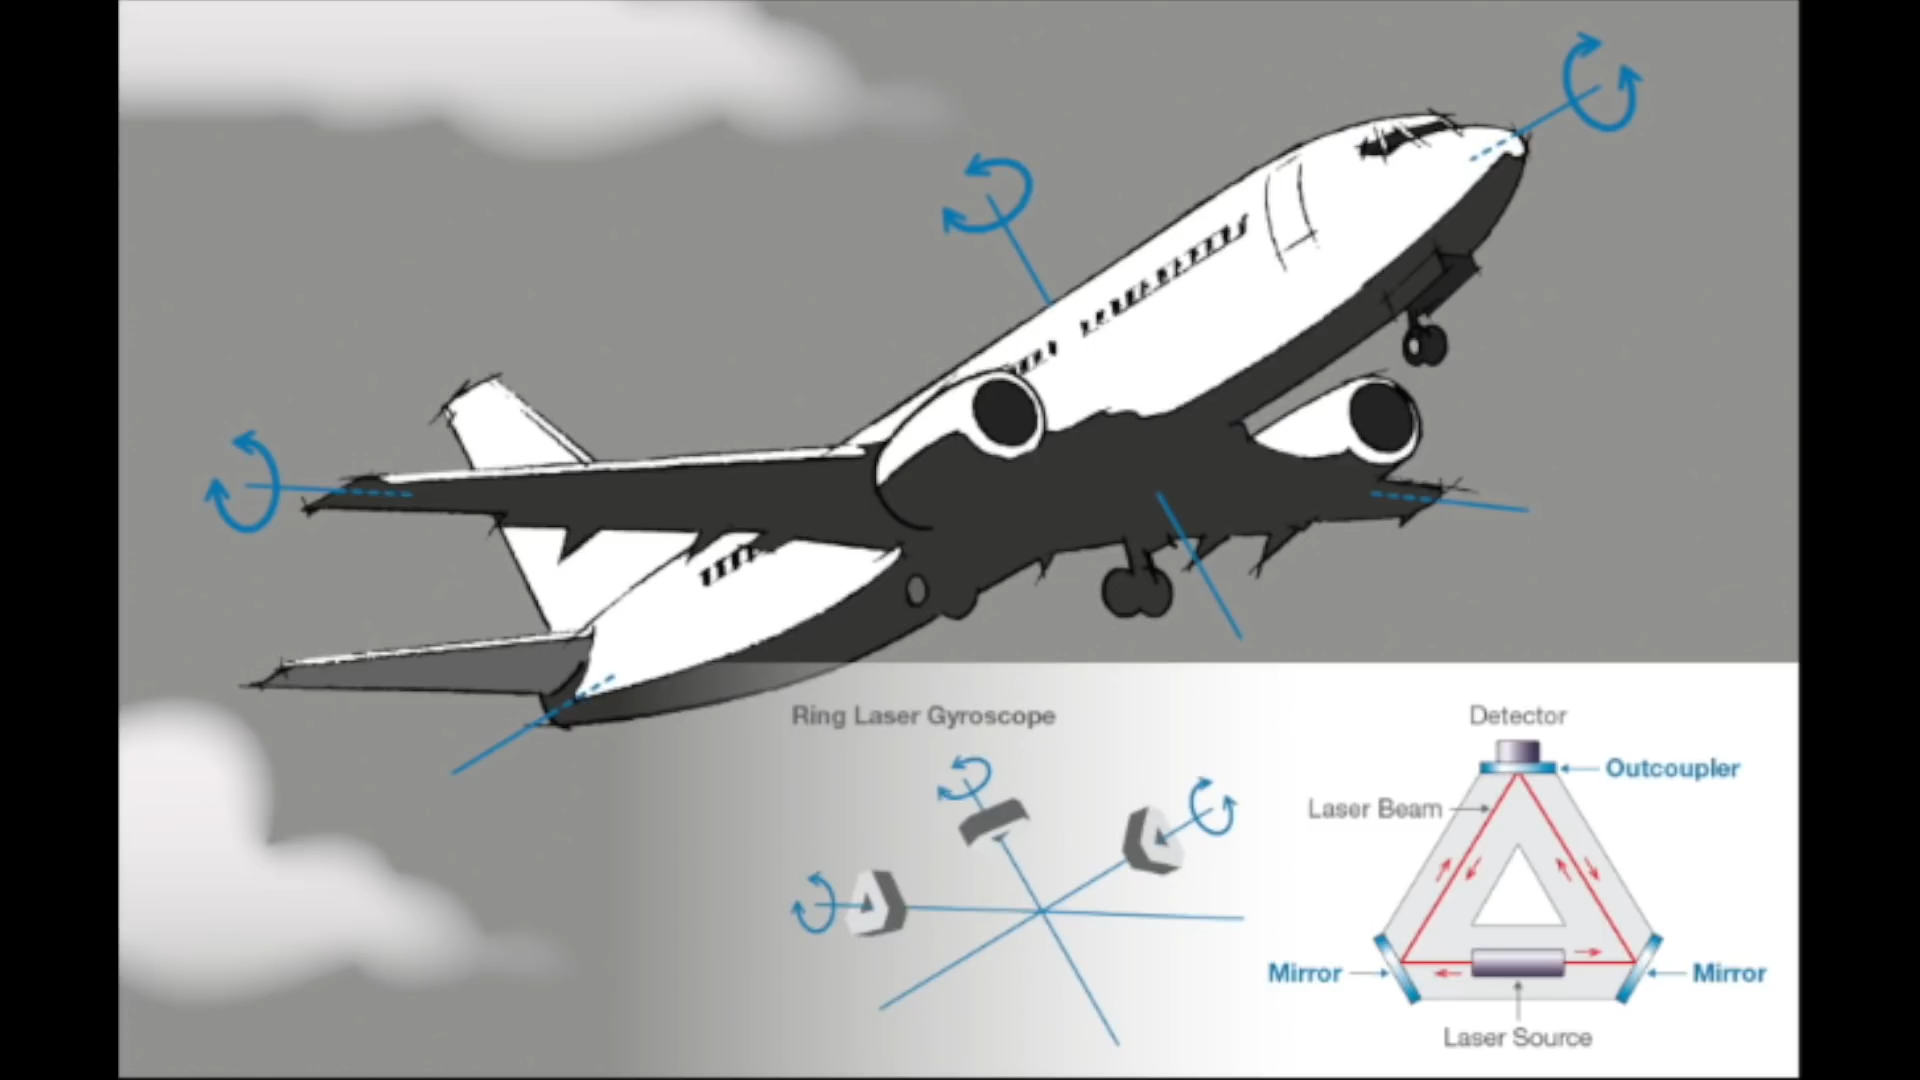 Ring Laser Gyroscope
Detector
Outcoupler
Laser Beam
Mirror
Mirror
Laser Source